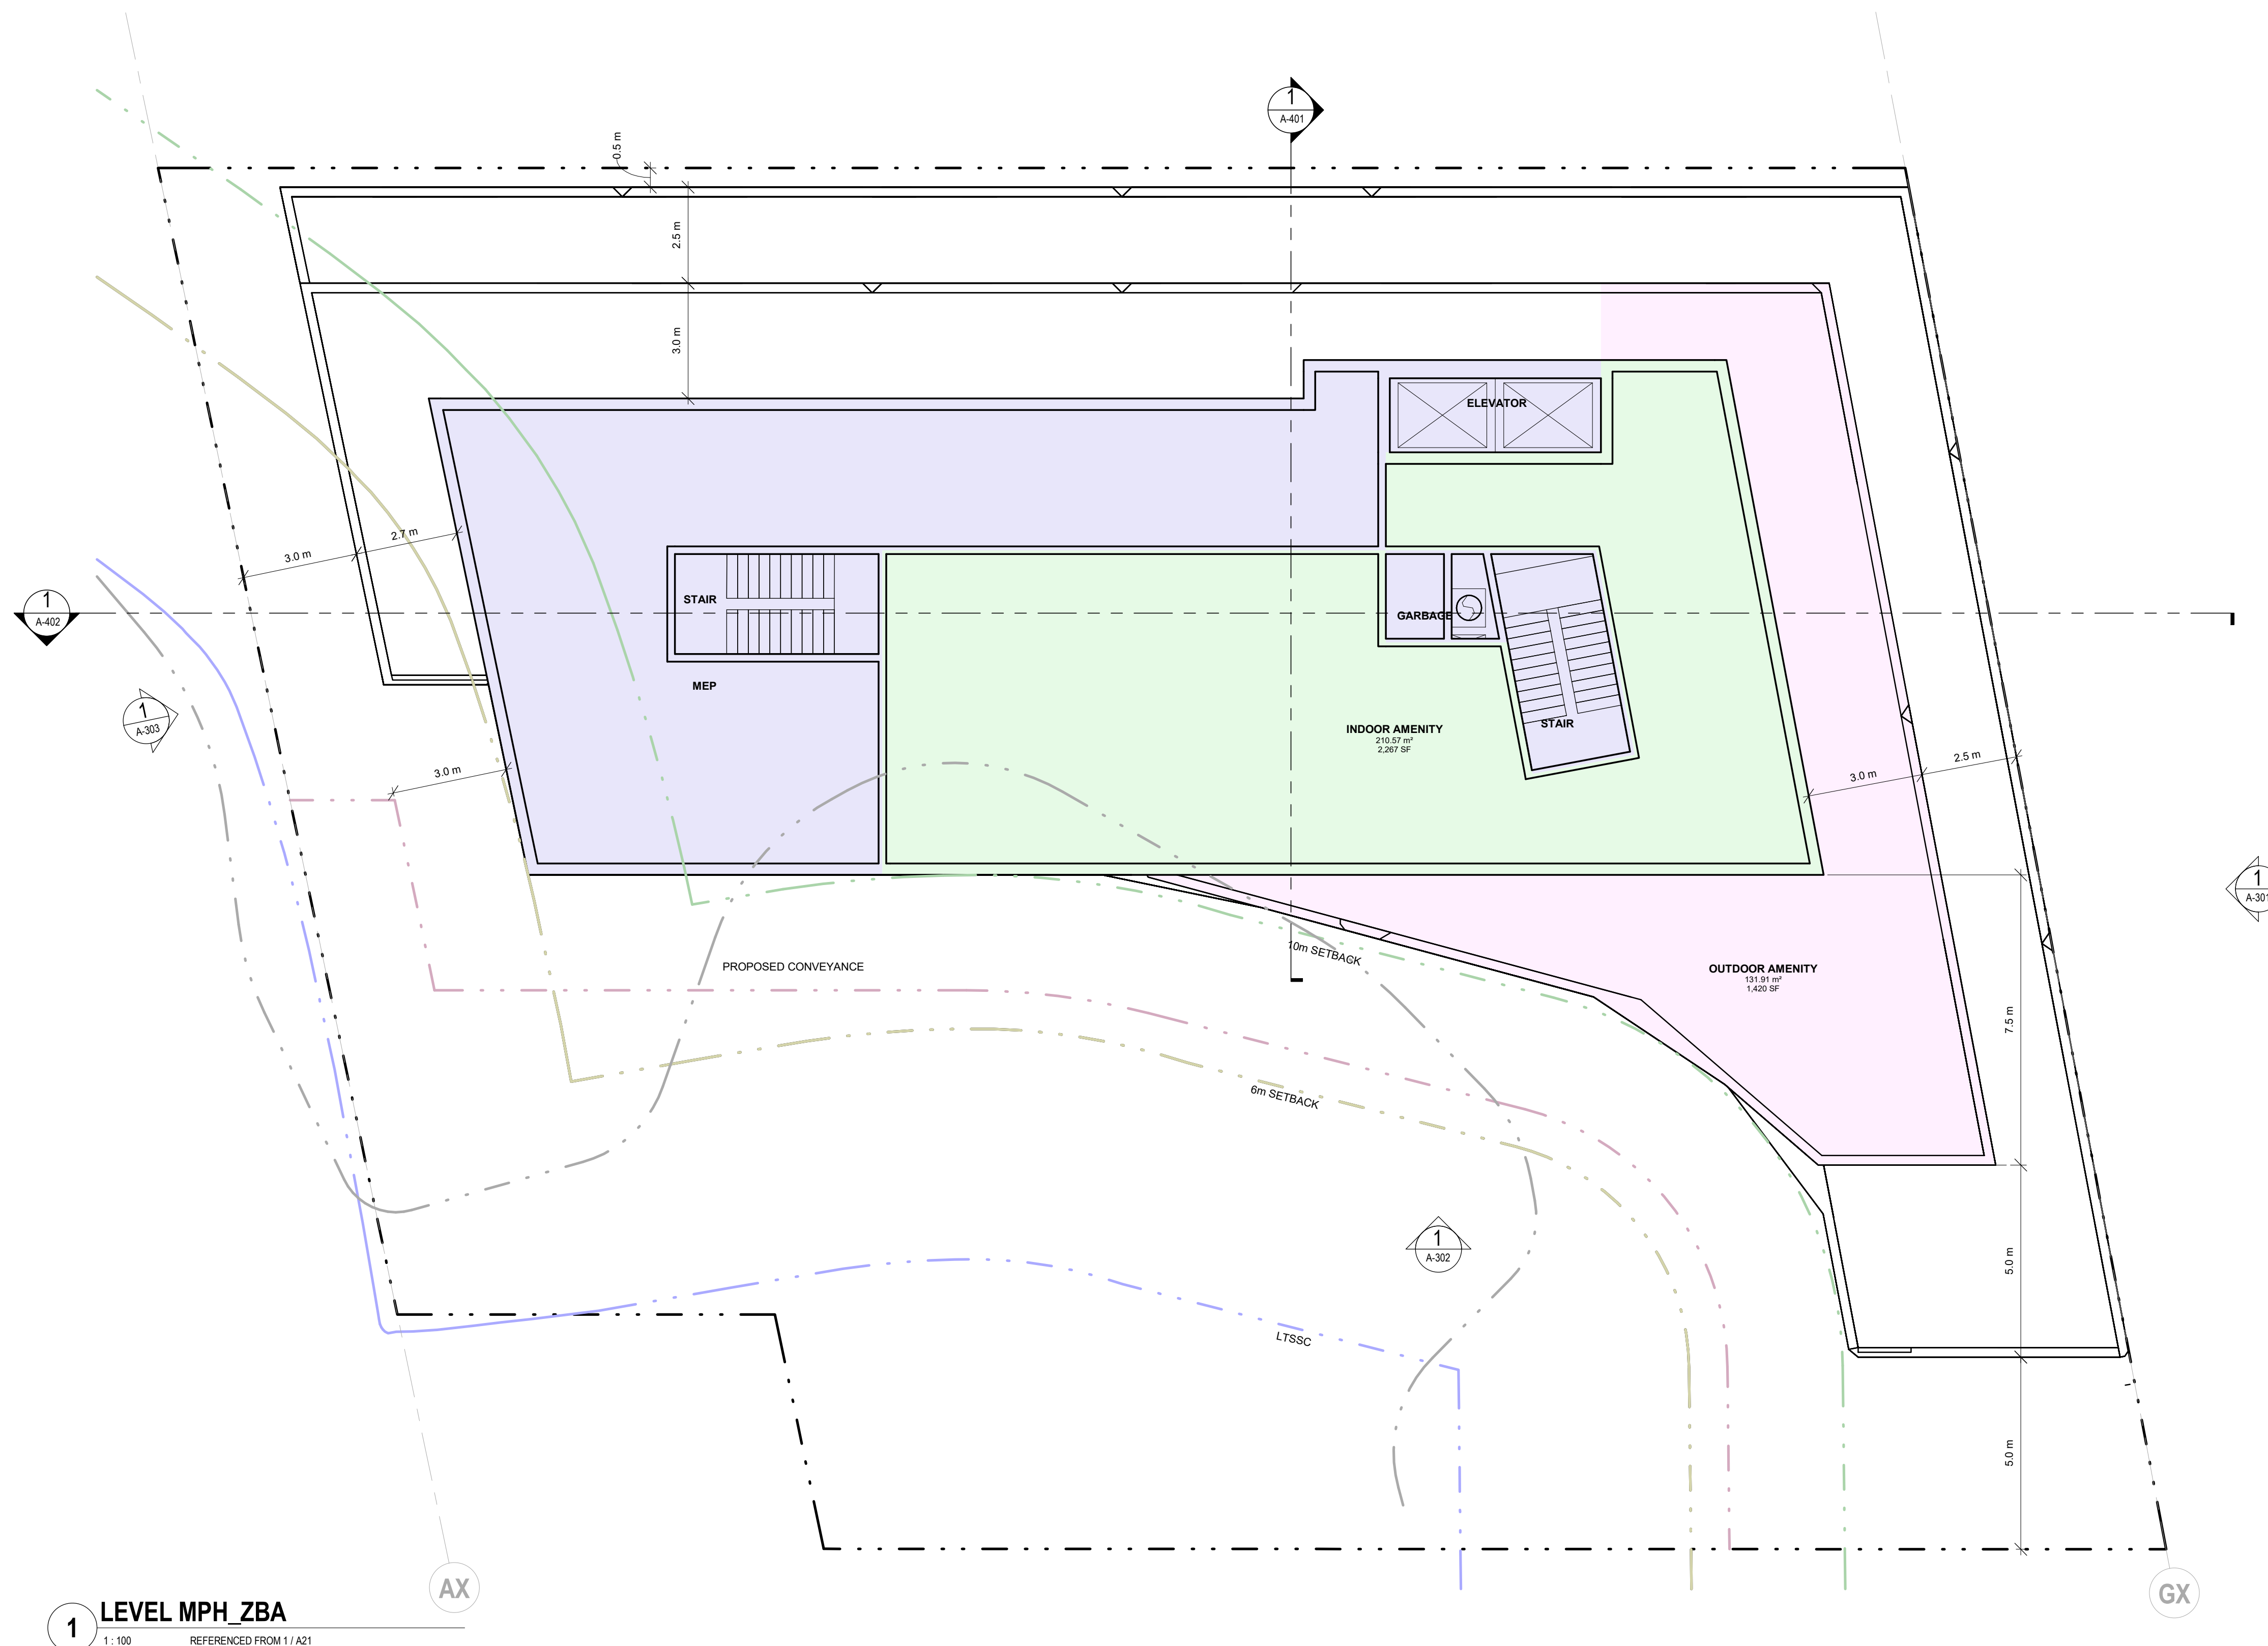 1
A-401
0.5 m
2.5 m
3.0 m
ELEVATOR
2.7 m
3.0 m
1
A-402
STAIR
GARBAGE
MEP
1
A-303
INDOOR AMENITY
210.57 m²
2,267 SF
STAIR
3.0 m
3.0 m
2.5 m
1
A-301
10m SETBACK
PROPOSED CONVEYANCE
OUTDOOR AMENITY
131.91 m²
1,420 SF
7.5 m
6m SETBACK
1
A-302
5.0 m
LTSSC
5.0 m
AX
GX
1
LEVEL MPH_ZBA
1 : 100
REFERENCED FROM 1 / A21